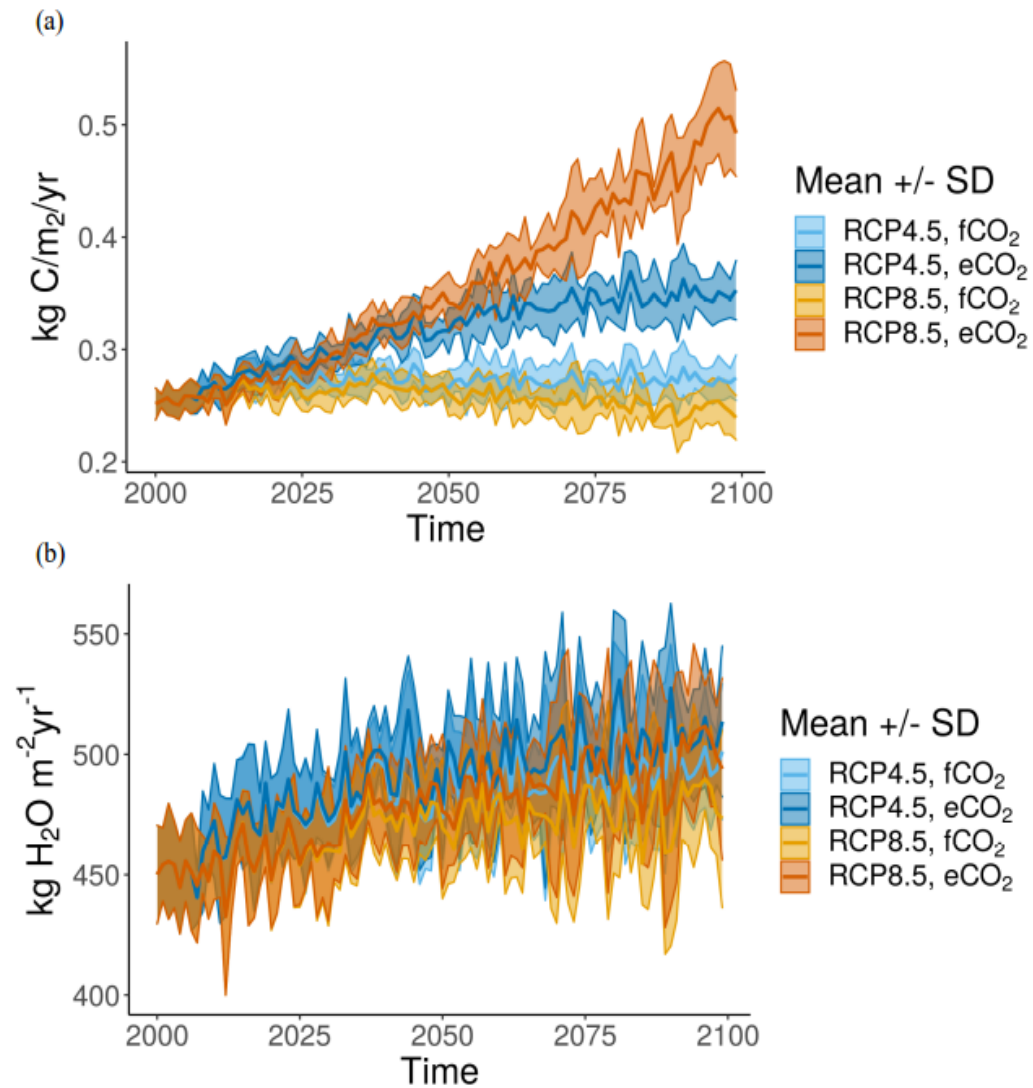 (a)
kg C/m₂/yr
0.5
0.4
0.3
0.2
2000 2025 2050 2075 2100
Time
Mean +/- SD
RCP4.5, fCO₂
RCP4.5, eCO₂
RCP8.5, fCO₂
RCP8.5, eCO₂
(b)
kg H₂O m⁻²yr⁻¹
550
500
450
400
2000 2025 2050 2075 2100
Time
Mean +/- SD
RCP4.5, fCO₂
RCP4.5, eCO₂
RCP8.5, fCO₂
RCP8.5, eCO₂